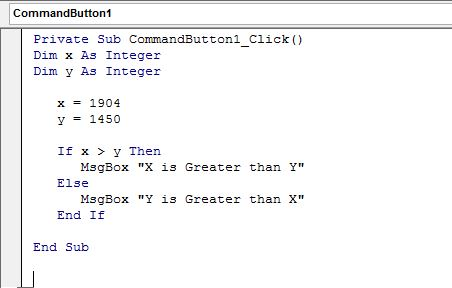 CommandButton1
Private Sub CommandButton1_Click()
Dim x As Integer
Dim y As Integer
x = 1904
y = 1450
If x > y Then
MsgBox "X is Greater than Y"
Else
MsgBox "Y is Greater than X"
End If
End Sub